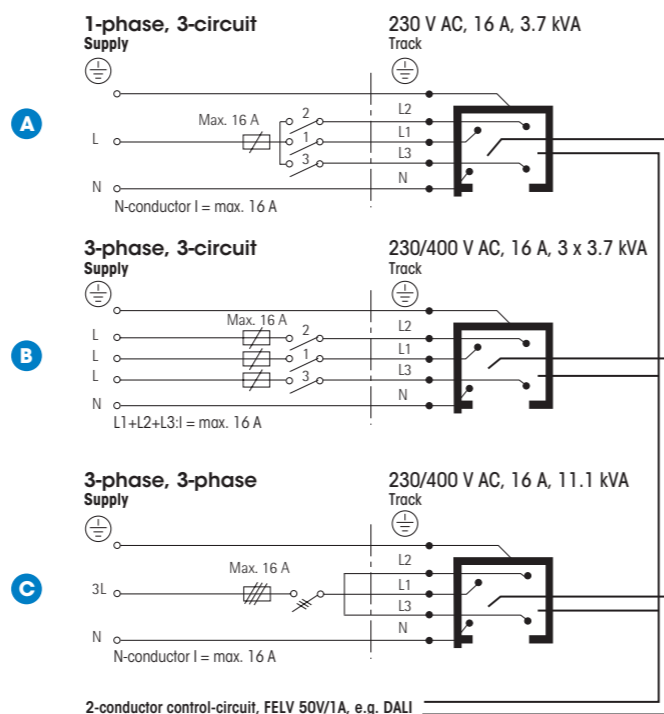 1-phase, 3-circuit
Supply
230 V AC, 16 A, 3.7 kVA
Track
A
L
N
Max. 16 A
2
1
3
L2
L1
L3
N
N-conductor I = max. 16 A
3-phase, 3-circuit
Supply
230/400 V AC, 16 A, 3 x 3.7 kVA
Track
B
L
L
L
N
Max. 16 A
2
1
3
L2
L1
L3
N
L1+L2+L3:I = max. 16 A
3-phase, 3-phase
Supply
230/400 V AC, 16 A, 11.1 kVA
Track
C
3L
N
Max. 16 A
L2
L1
L3
N
N-conductor I = max. 16 A
2-conductor control-circuit, FELV 50V/1A, e.g. DALI